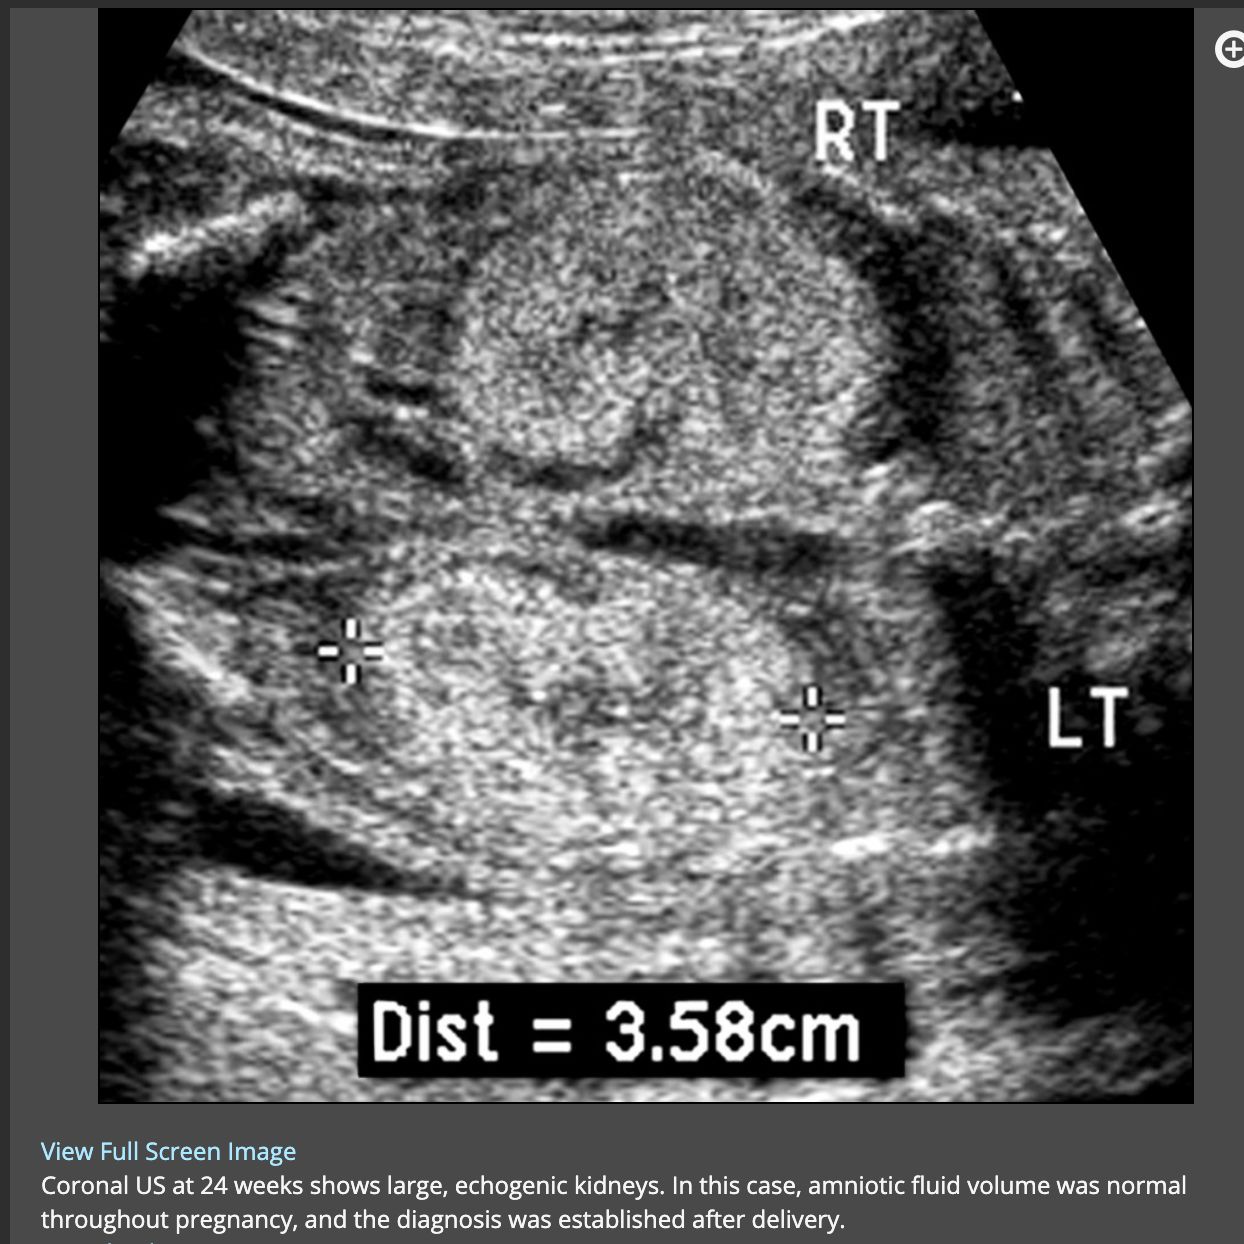 RT
LT
Dist = 3.58cm
View Full Screen Image
Coronal US at 24 weeks shows large, echogenic kidneys. In this case, amniotic fluid volume was normal
throughout pregnancy, and the diagnosis was established after delivery.